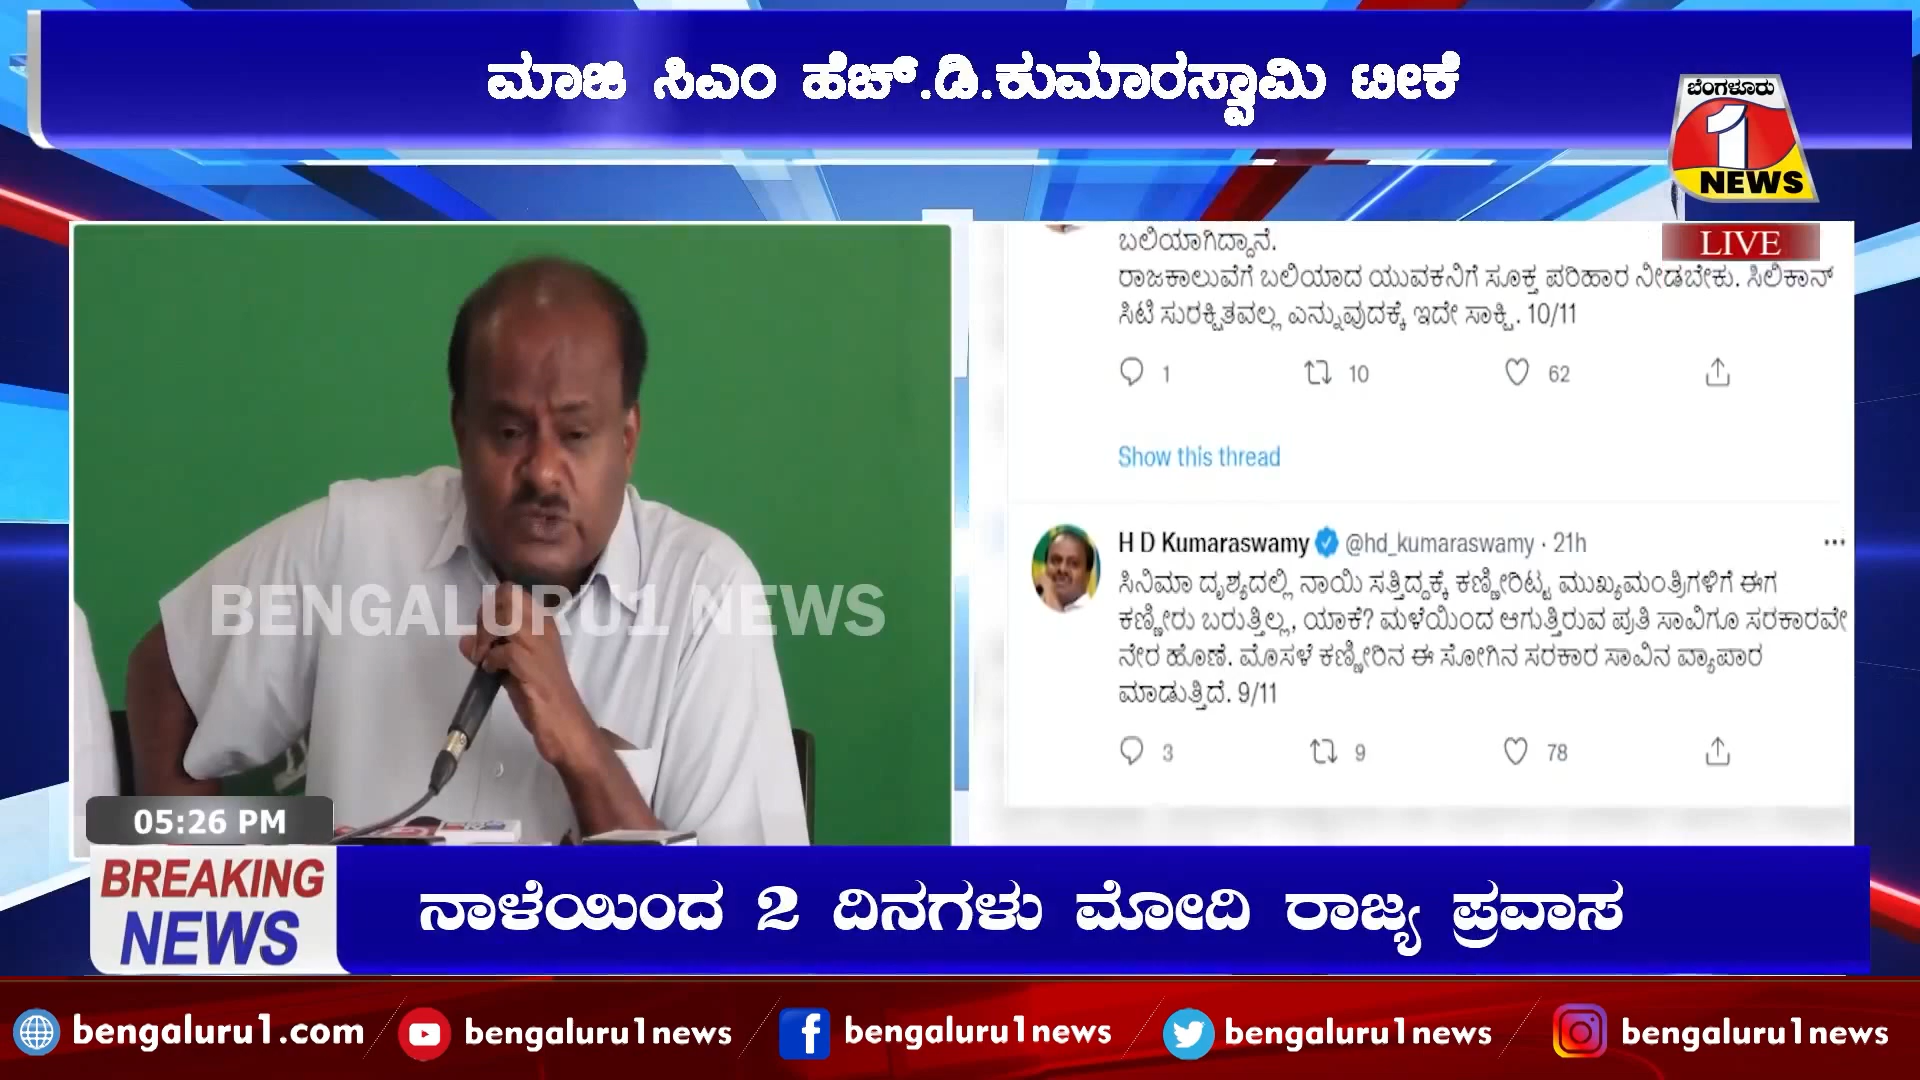 ಮಾಜಿ ಸಿಎಂ ಹೆಚ್.ಡಿ.ಕುಮಾರಸ್ವಾಮಿ ಟೀಕೆ
ಬೆಂಗಳೂರು
1
NEWS
LIVE
ಬಲಿಯಾಗಿದ್ದಾನೆ.
ರಾಜಕಾಲುವೆಗೆ ಬಲಿಯಾದ ಯುವಕನಿಗೆ ಸೂಕ್ತ ಪರಿಹಾರ ನೀಡಬೇಕು. ಸಿಲಿಕಾನ್
ಸಿಟಿ ಸುರಕ್ಷಿತವಲ್ಲ ಎನ್ನುವುದಕ್ಕೆ ಇದೇ ಸಾಕ್ಷಿ. 10/11
1 10 62
Show this thread
H D Kumaraswamy @hd_kumaraswamy · 21h
ಸಿನಿಮಾ ದೃಶ್ಯದಲ್ಲಿ ನಾಯಿ ಸತ್ತಿದ್ದಕ್ಕೆ ಕಣ್ಣೀರಿಟ್ಟ ಮುಖ್ಯಮಂತ್ರಿಗಳಿಗೆ ಈಗ
ಕಣ್ಣೀರು ಬರುತ್ತಿಲ್ಲ, ಯಾಕೆ? ಮಳೆಯಿಂದ ಆಗುತ್ತಿರುವ ಪ್ರತಿ ಸಾವಿಗೂ ಸರಕಾರವೇ
ನೇರ ಹೊಣೆ. ಮೊಸಳೆ ಕಣ್ಣೀರಿನ ಈ ಸೋಗಿನ ಸರಕಾರ ಸಾವಿನ ವ್ಯಾಪಾರ
ಮಾಡುತ್ತಿದೆ. 9/11
3 9 78
BENGALURU1 NEWS
05:26 PM
BREAKING
NEWS
ನಾಳೆಯಿಂದ 2 ದಿನಗಳು ಮೋದಿ ರಾಜ್ಯ ಪ್ರವಾಸ
bengaluru1.com bengaluru1news bengaluru1news bengaluru1news bengaluru1news